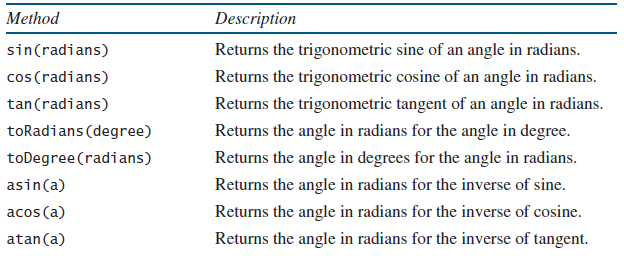 Method Description
sin(radians) Returns the trigonometric sine of an angle in radians.
cos(radians) Returns the trigonometric cosine of an angle in radians.
tan(radians) Returns the trigonometric tangent of an angle in radians.
toRadians(degree) Returns the angle in radians for the angle in degree.
toDegree(radians) Returns the angle in degrees for the angle in radians.
asin(a) Returns the angle in radians for the inverse of sine.
acos(a) Returns the angle in radians for the inverse of cosine.
atan(a) Returns the angle in radians for the inverse of tangent.